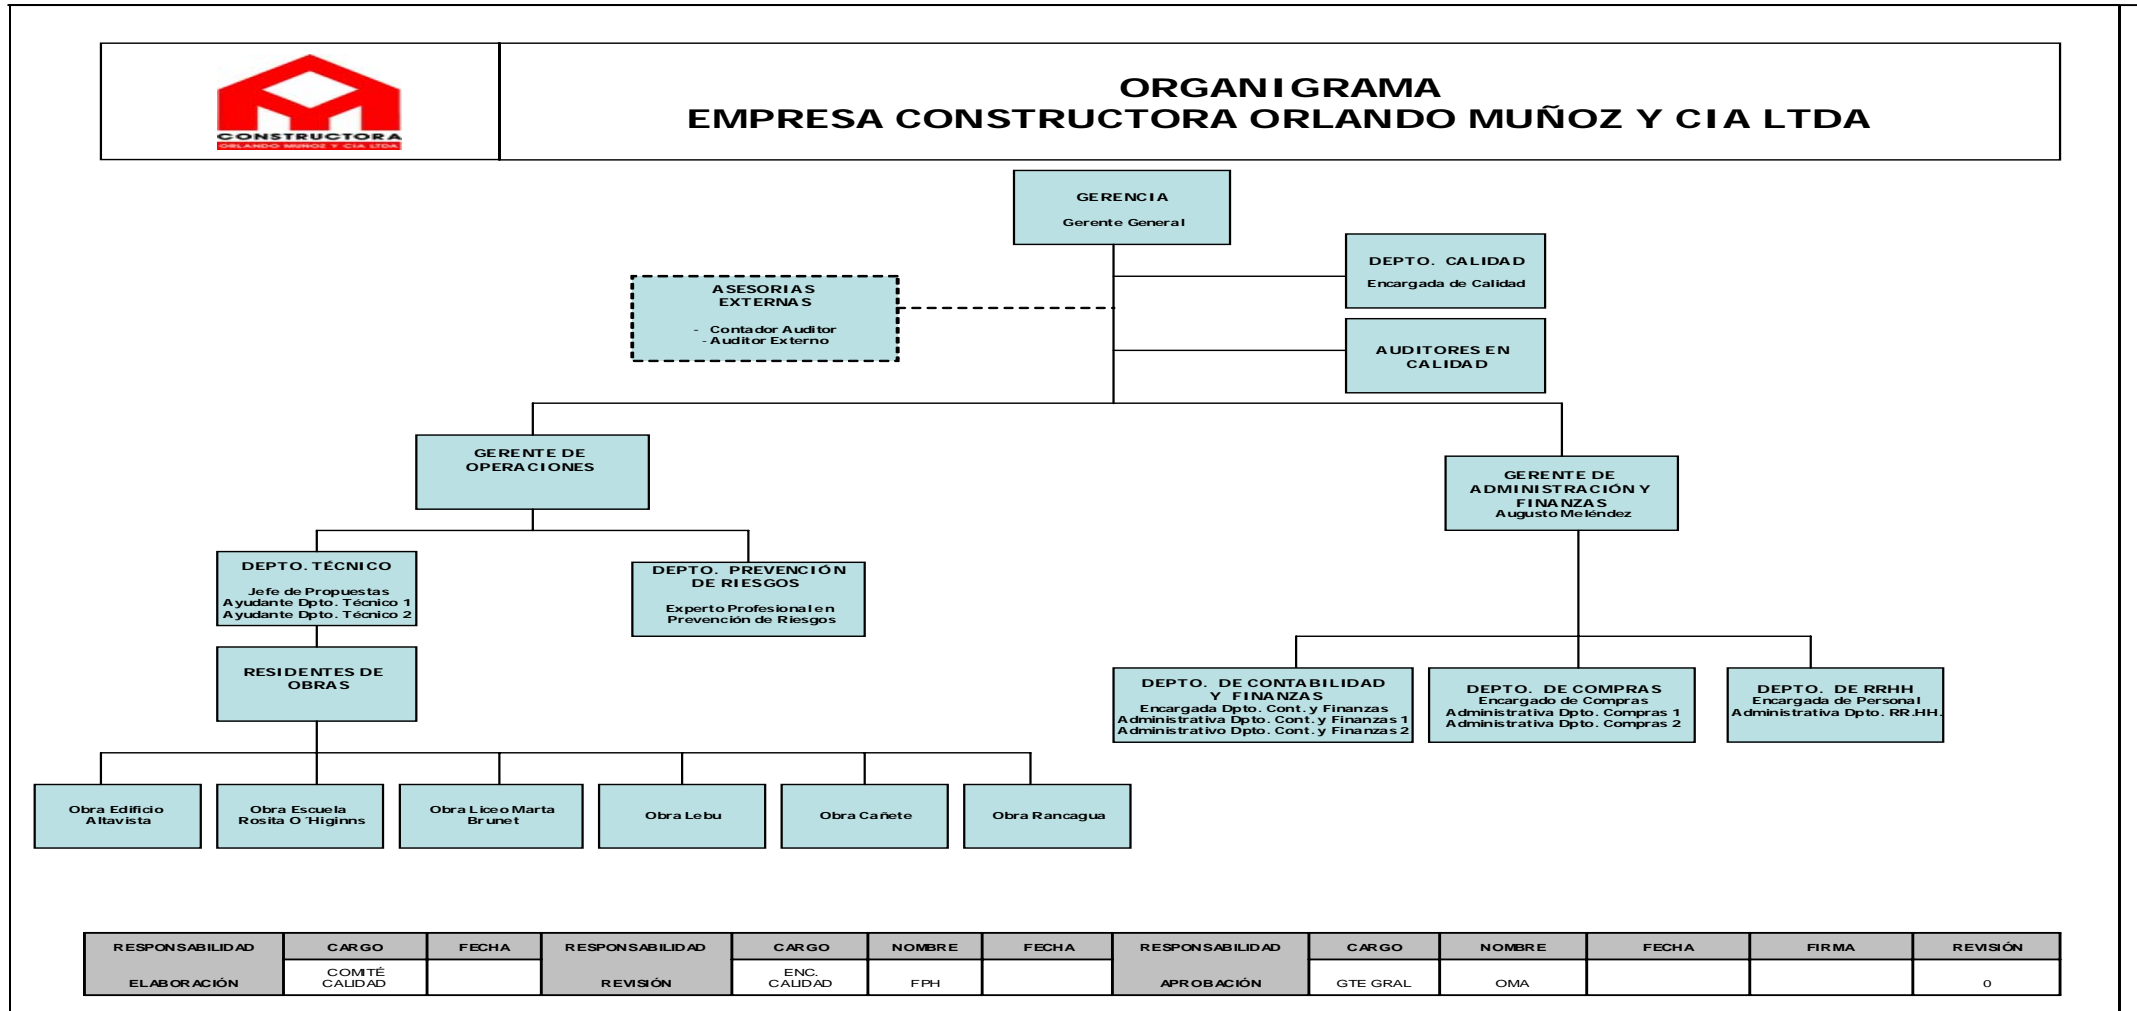 CONSTRUCTORA
ORLANDO MUÑOZ Y CIA LTDA
ORGANIGRAMA
EMPRESA CONSTRUCTORA ORLANDO MUÑOZ Y CIA LTDA
GERENCIA
Gerente General
DEPTO. CALIDAD
Encargada de Calidad
ASESORIAS
EXTERNAS
- Contador Auditor
- Auditor Externo
AUDITORES EN
CALIDAD
GERENTE DE
OPERACIONES
GERENTE DE
ADMINISTRACIÓN Y
FINANZAS
Augusto Meléndez
DEPTO. TÉCNICO
Jefe de Propuestas
Ayudante Dpto. Técnico 1
Ayudante Dpto. Técnico 2
DEPTO. PREVENCIÓN
DE RIESGOS
Experto Profesional en
Prevención de Riesgos
RESIDENTES DE
OBRAS
DEPTO. DE CONTABILIDAD
Y FINANZAS
Encargada Dpto. Cont. y Finanzas
Administrativa Dpto. Cont. y Finanzas 1
Administrativo Dpto. Cont. y Finanzas 2
DEPTO. DE COMPRAS
Encargado de Compras
Administrativa Dpto. Compras 1
Administrativa Dpto. Compras 2
DEPTO. DE RRHH
Encargada de Personal
Administrativa Dpto. RR.HH.
Obra Edificio
Altavista
Obra Escuela
Rosita O´Higinns
Obra Liceo Marta
Brunet
Obra Lebu
Obra Cañete
Obra Rancagua
RESPONSABILIDAD CARGO FECHA RESPONSABILIDAD CARGO NOMBRE FECHA RESPONSABILIDAD CARGO NOMBRE FECHA FIRMA REVISIÓN
ELABORACIÓN COMITÉ CALIDAD REVISIÓN ENC. CALIDAD FPH APROBACIÓN GTE GRAL OMA 0